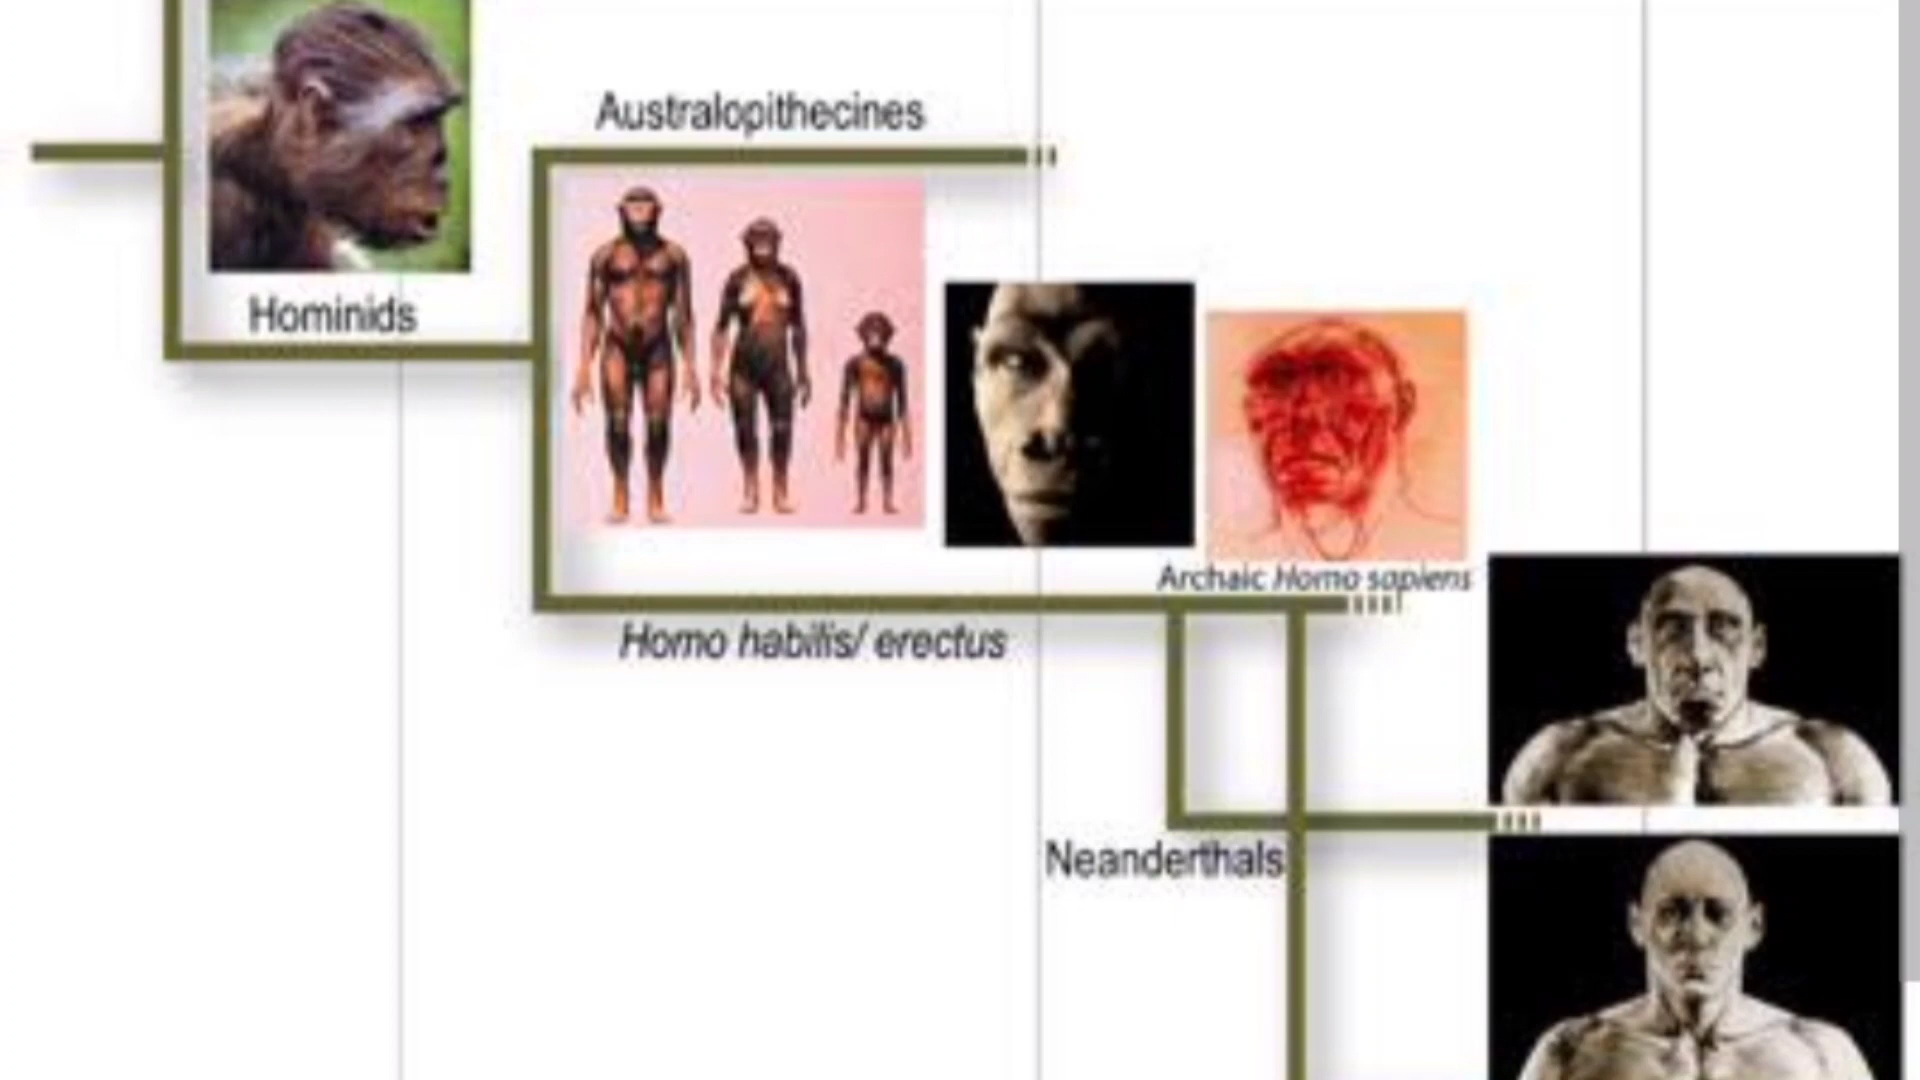 Australopithecines
Hominids
Archaic Homo sapiens
Homo habilis/ erectus
Neanderthals